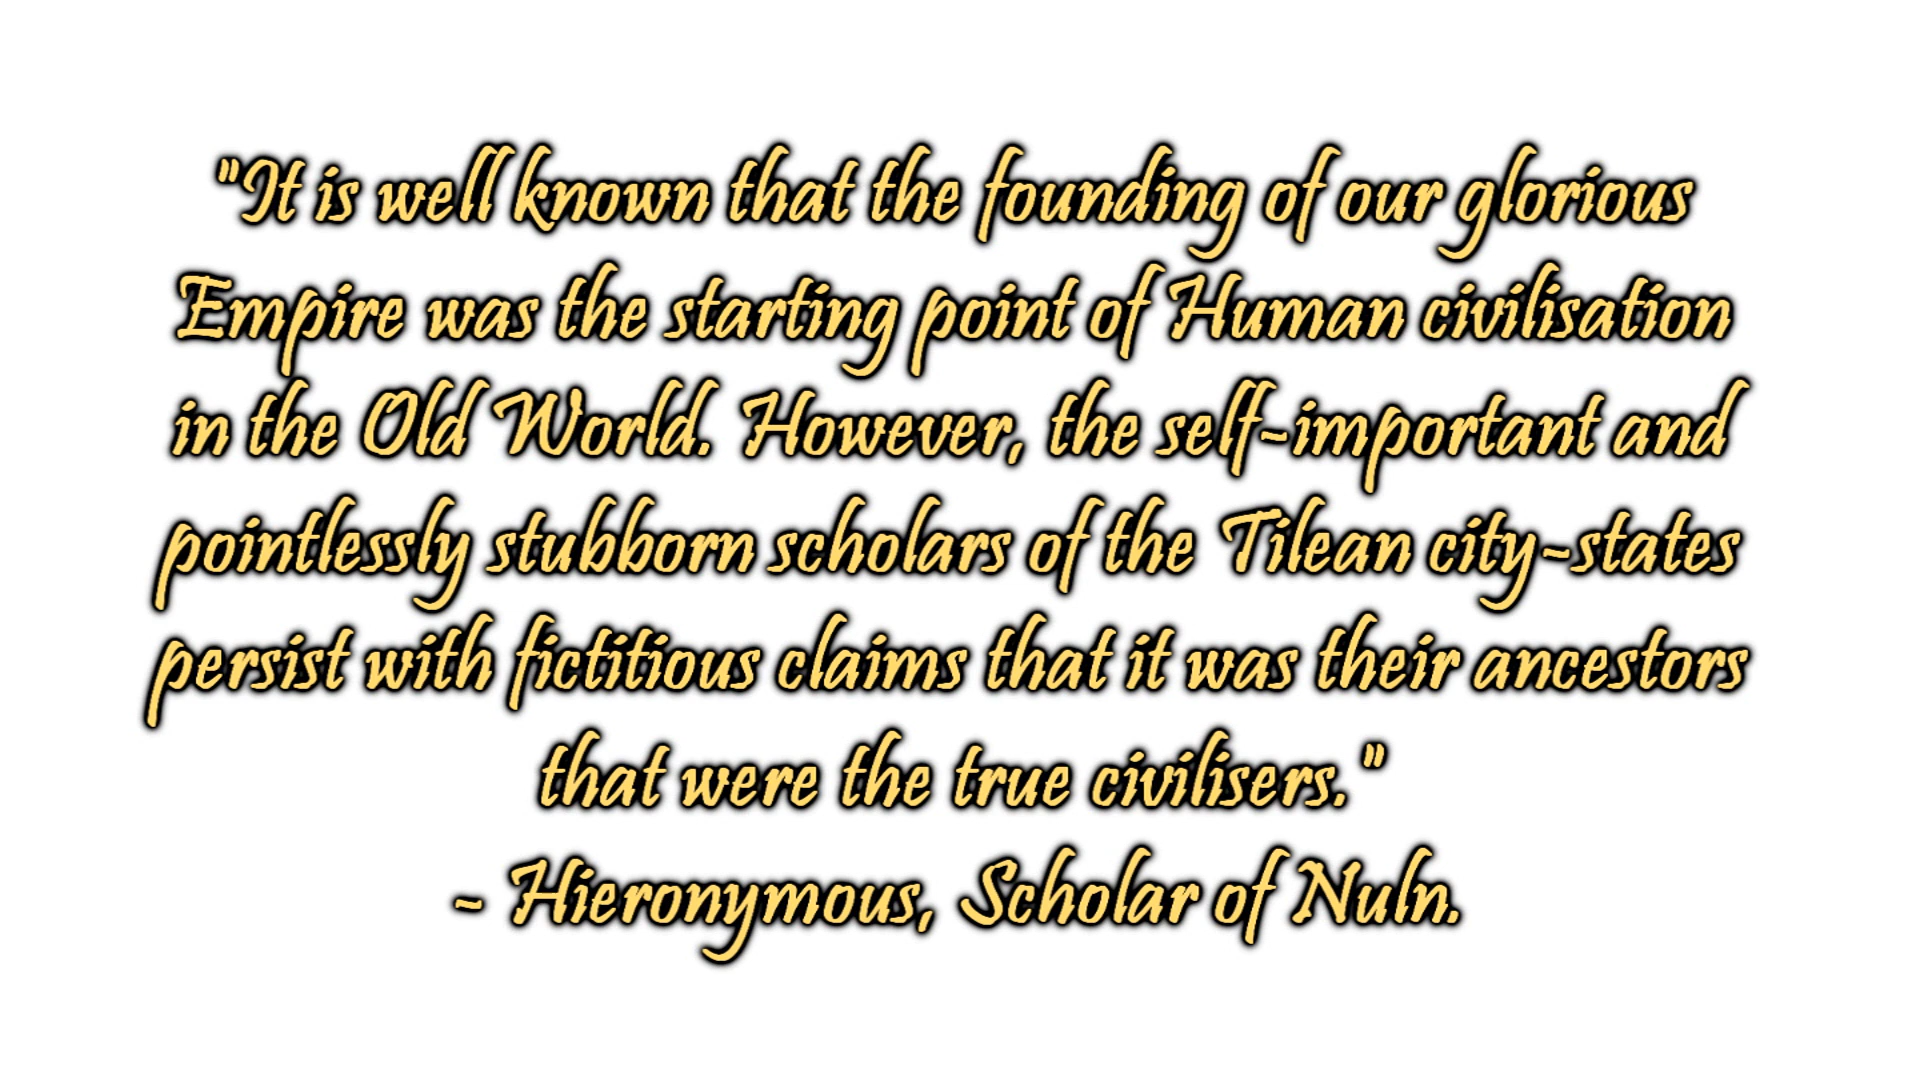 "It is well known that the founding of our glorious
Empire was the starting point of Human civilisation
in the Old World. However, the self-important and
pointlessly stubborn scholars of the Tilean city-states
persist with fictitious claims that it was their ancestors
that were the true civilisers."
- Hieronymous, Scholar of Nuln.